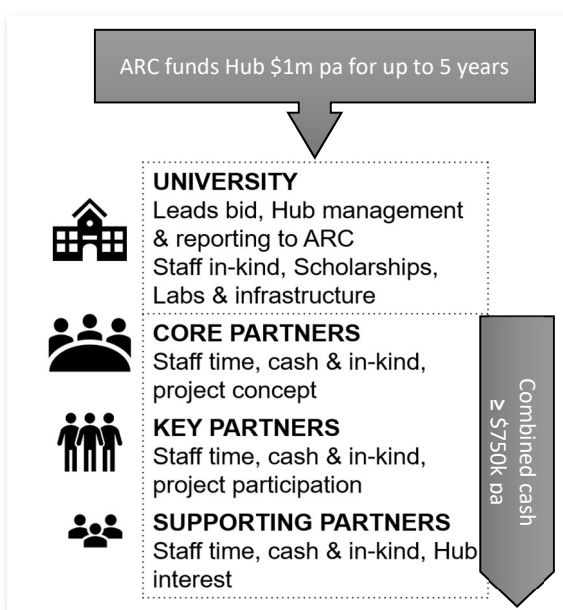 ARC funds Hub $1m pa for up to 5 years
UNIVERSITY
Leads bid, Hub management
& reporting to ARC
Staff in-kind, Scholarships,
Labs & infrastructure
CORE PARTNERS
Staff time, cash & in-kind,
project concept
KEY PARTNERS
Staff time, cash & in-kind,
project participation
SUPPORTING PARTNERS
Staff time, cash & in-kind, Hub
interest
Combined cash
≥ $750k pa